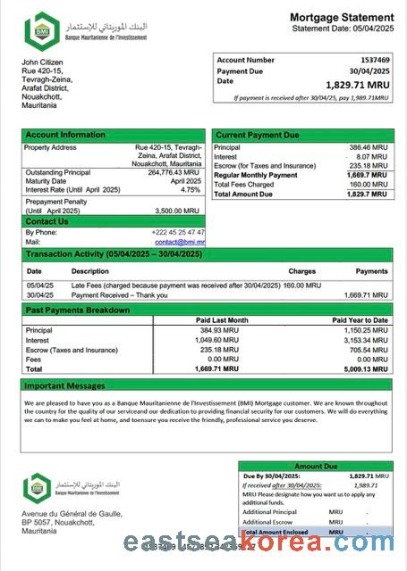 البنك الموريتاني للإستثمار
BMI
Banque Mauritanienne de l'Investissement
Mortgage Statement
Statement Date: 05/04/2025
John Citizen
Rue 420-15,
Tevragh-Zeina,
Arafat District,
Nouakchott,
Mauritania
Account Number 1537469
Payment Due 30/04/2025
Date
1,829.71 MRU
If payment is received after 30/04/25, pay 1,989.71MRU
Account Information
Property Address Rue 420-15, Tevragh-
Zeina, Arafat District,
Nouakchott, Mauritania
Outstanding Principal 264,776.43 MRU
Maturity Date April 2025
Interest Rate (Until April 2025) 4.75%
Prepayment Penalty
(Until April 2025) 3,500.00 MRU
Contact Us
By Phone: +222 45 25 47 47
Mail: contact@bmi.mr
Current Payment Due
Principal 386.46 MRU
Interest 8.07 MRU
Escrow (for Taxes and Insurance) 235.18 MRU
Regular Monthly Payment 1,669.7 MRU
Total Fees Charged 160.00 MRU
Total Amount Due 1,829.7 MRU
Transaction Activity (05/04/2025 – 30/04/2025)
Date Description Charges Payments
05/04/25 Late Fees (charged because payment was received after 30/04/2025) 160.00 MRU
30/04/25 Payment Received – Thank you 1,669.71 MRU
Past Payments Breakdown
Paid Last Month Paid Year to Date
Principal 384.93 MRU 1,150.25 MRU
Interest 1,049.60 MRU 3,153.34 MRU
Escrow (Taxes and Insurance) 235.18 MRU 705.54 MRU
Fees 0.00 MRU 0.00 MRU
Total 1,669.71 MRU 5,009.13 MRU
Important Messages
We are pleased to have you as a Banque Mauritanienne de l'Investissement (BMI) Mortgage customer. We are known throughout
the country for the quality of our serviceand our dedication to providing financial security for our customers. We will do everything
we can to make you feel at home, and toensure you receive the friendly, professional service you deserve.
البنك الموريتاني للإستثمار
BMI
Banque Mauritanienne de l'Investissement
Avenue du Général de Gaulle,
BP 5057, Nouakchott,
Mauritania
Amount Due
Due By 30/04/2025: 1,829.71 MRU
If received after 30/04/2025: 1,989.71
MRU Please designate how you want us to apply any
additional funds.
Additional Principal MRU -
Additional Escrow MRU -
Total Amount Enclosed MRU -
eastseakorea.com